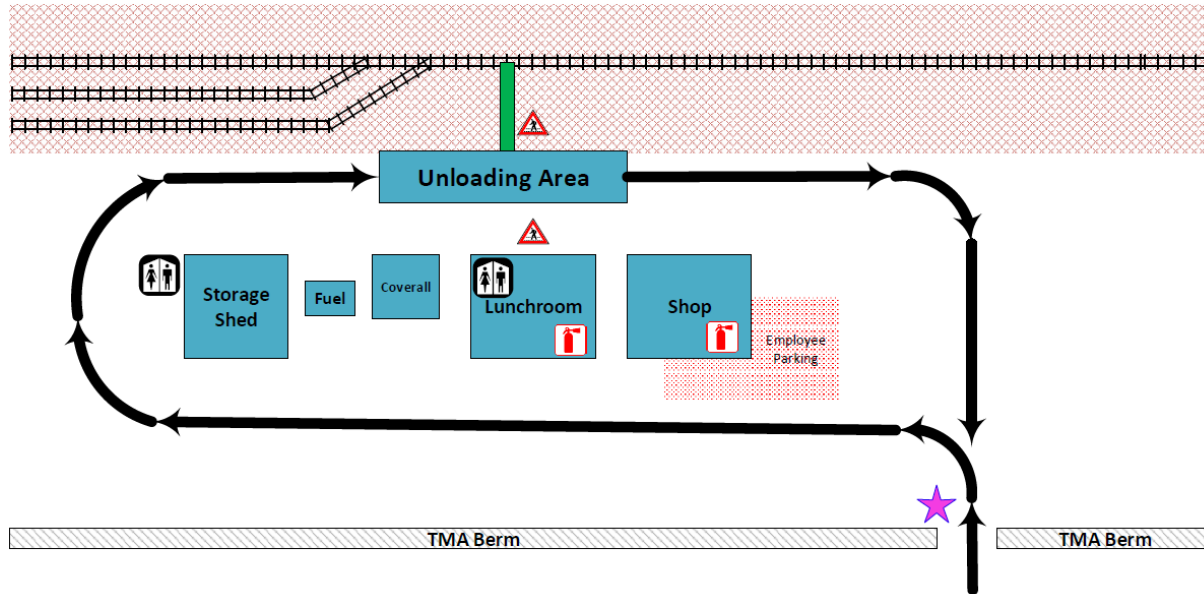 Unloading Area
Storage
Shed
Fuel
Coverall
Lunchroom
Shop
Employee
Parking
TMA Berm
TMA Berm